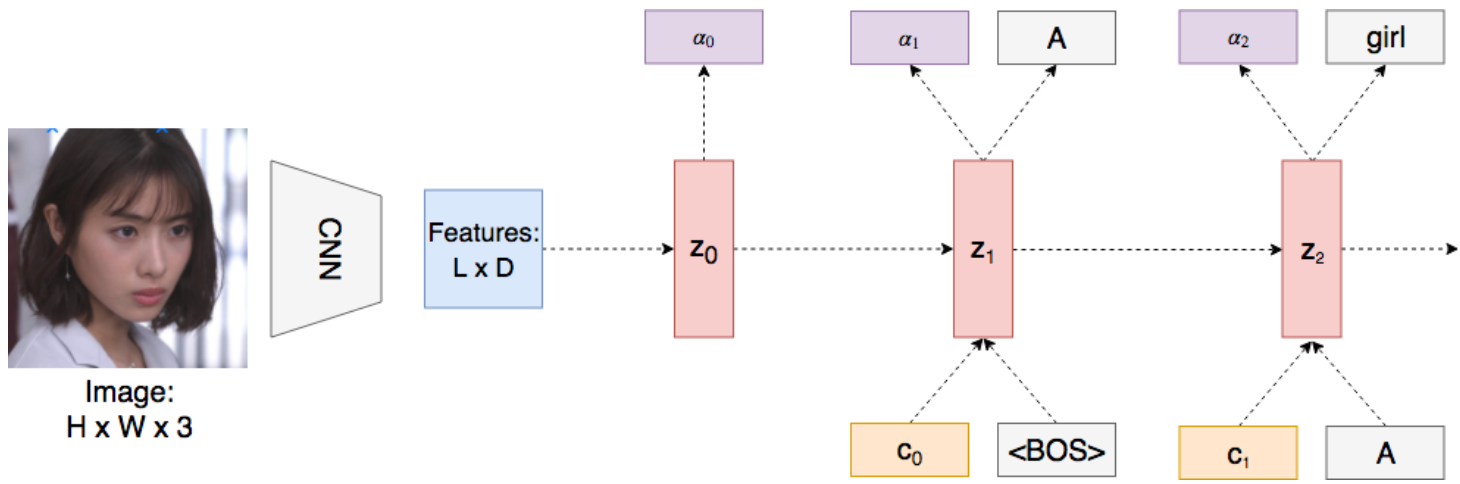 α₀
α₁
A
α₂
girl
CNN
Features:
L x D
z₀
z₁
z₂
Image:
H x W x 3
c₀
<BOS>
c₁
A